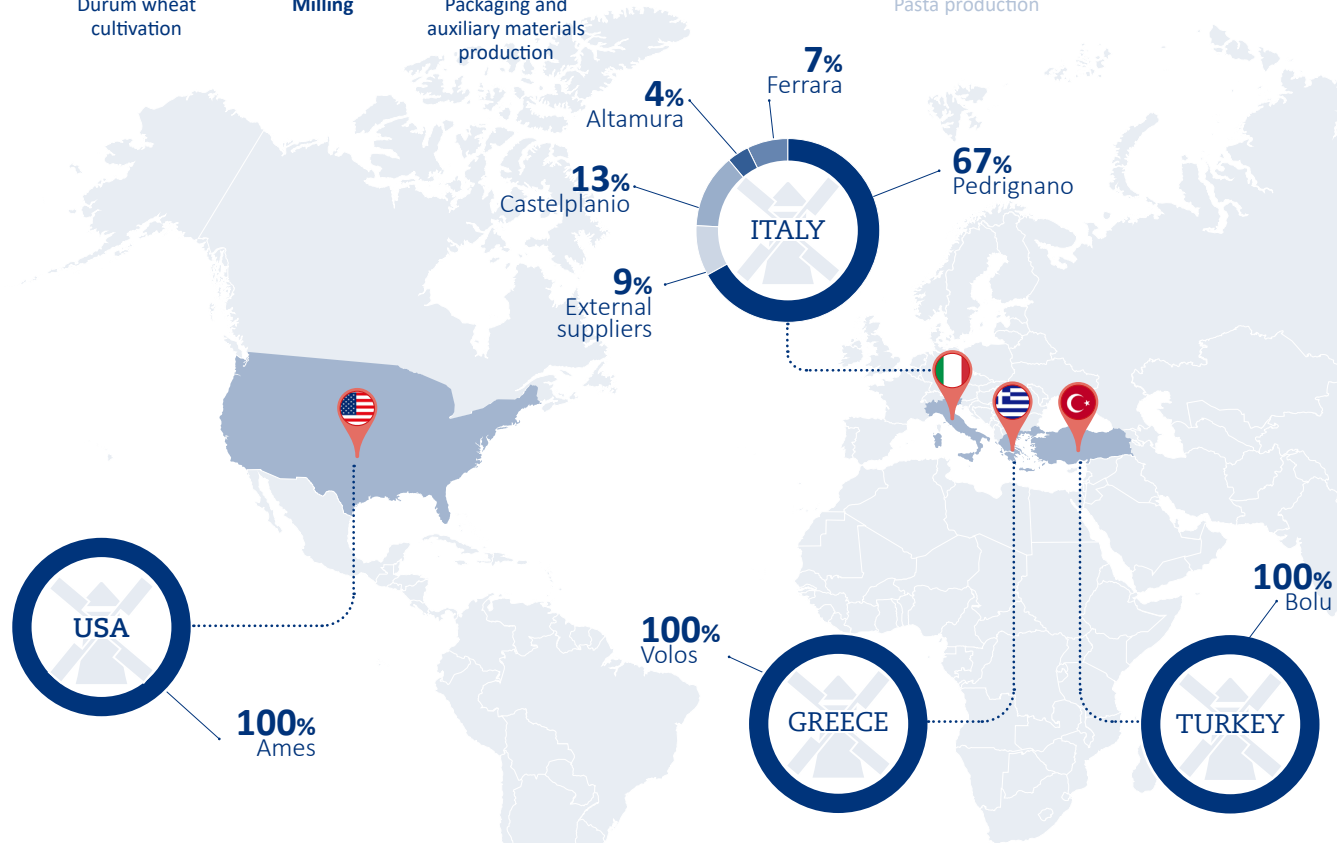 Durum wheat
cultivation
Milling
Packaging and
auxiliary materials
production
Pasta production
7%
Ferrara
4%
Altamura
67%
Pedrignano
13%
Castelplanio
ITALY
9%
External
suppliers
100%
Bolu
USA
100%
Volos
GREECE
TURKEY
100%
Ames